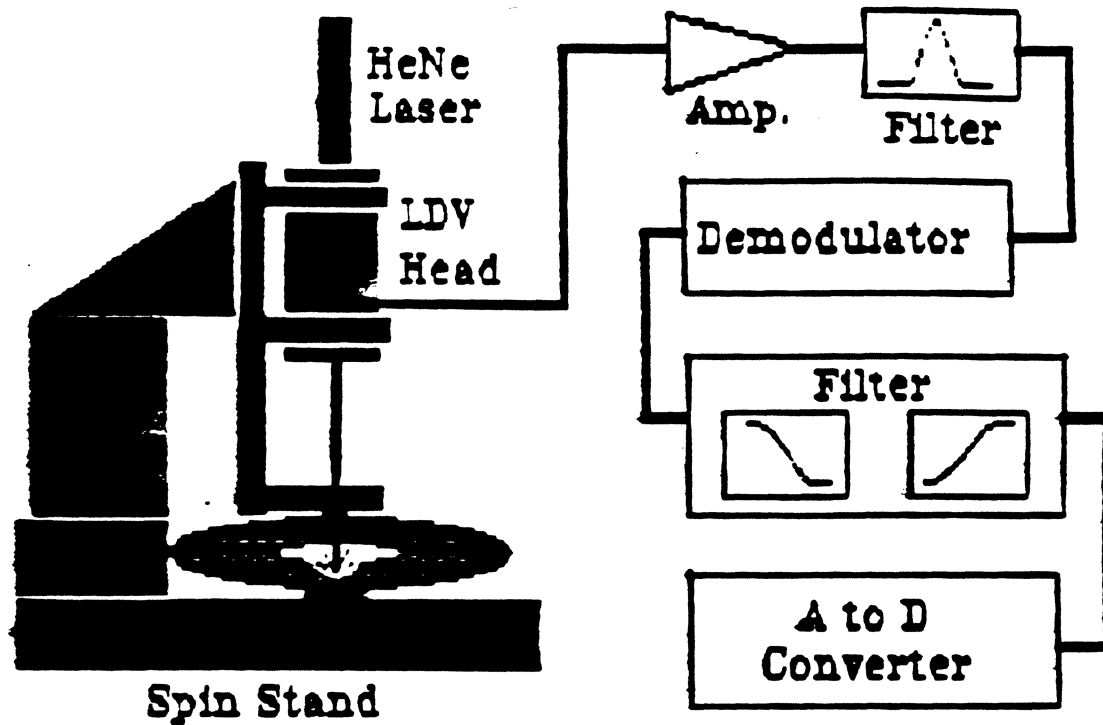 HeNe
Laser
Amp.
Filter
LDV
Head
Demodulator
Filter
A to D
Converter
Spin Stand